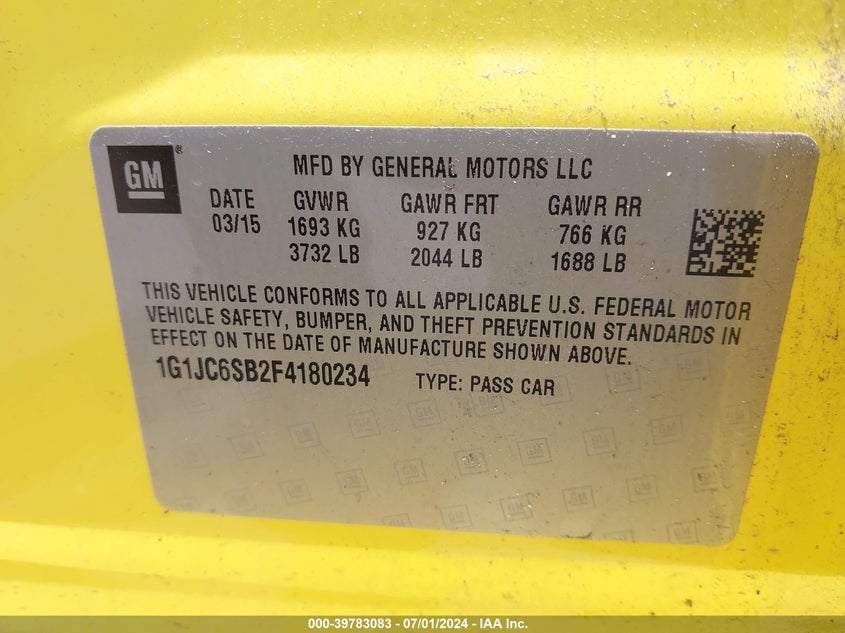 GM
MFD BY GENERAL MOTORS LLC
DATE GVWR GAWR FRT GAWR RR
03/15 1693 KG 927 KG 766 KG
3732 LB 2044 LB 1688 LB
THIS VEHICLE CONFORMS TO ALL APPLICABLE U.S. FEDERAL MOTOR
VEHICLE SAFETY, BUMPER, AND THEFT PREVENTION STANDARDS IN
EFFECT ON THE DATE OF MANUFACTURE SHOWN ABOVE.
1G1JC6SB2F4180234 TYPE: PASS CAR
000-39783083 - 07/01/2024 - IAA Inc.